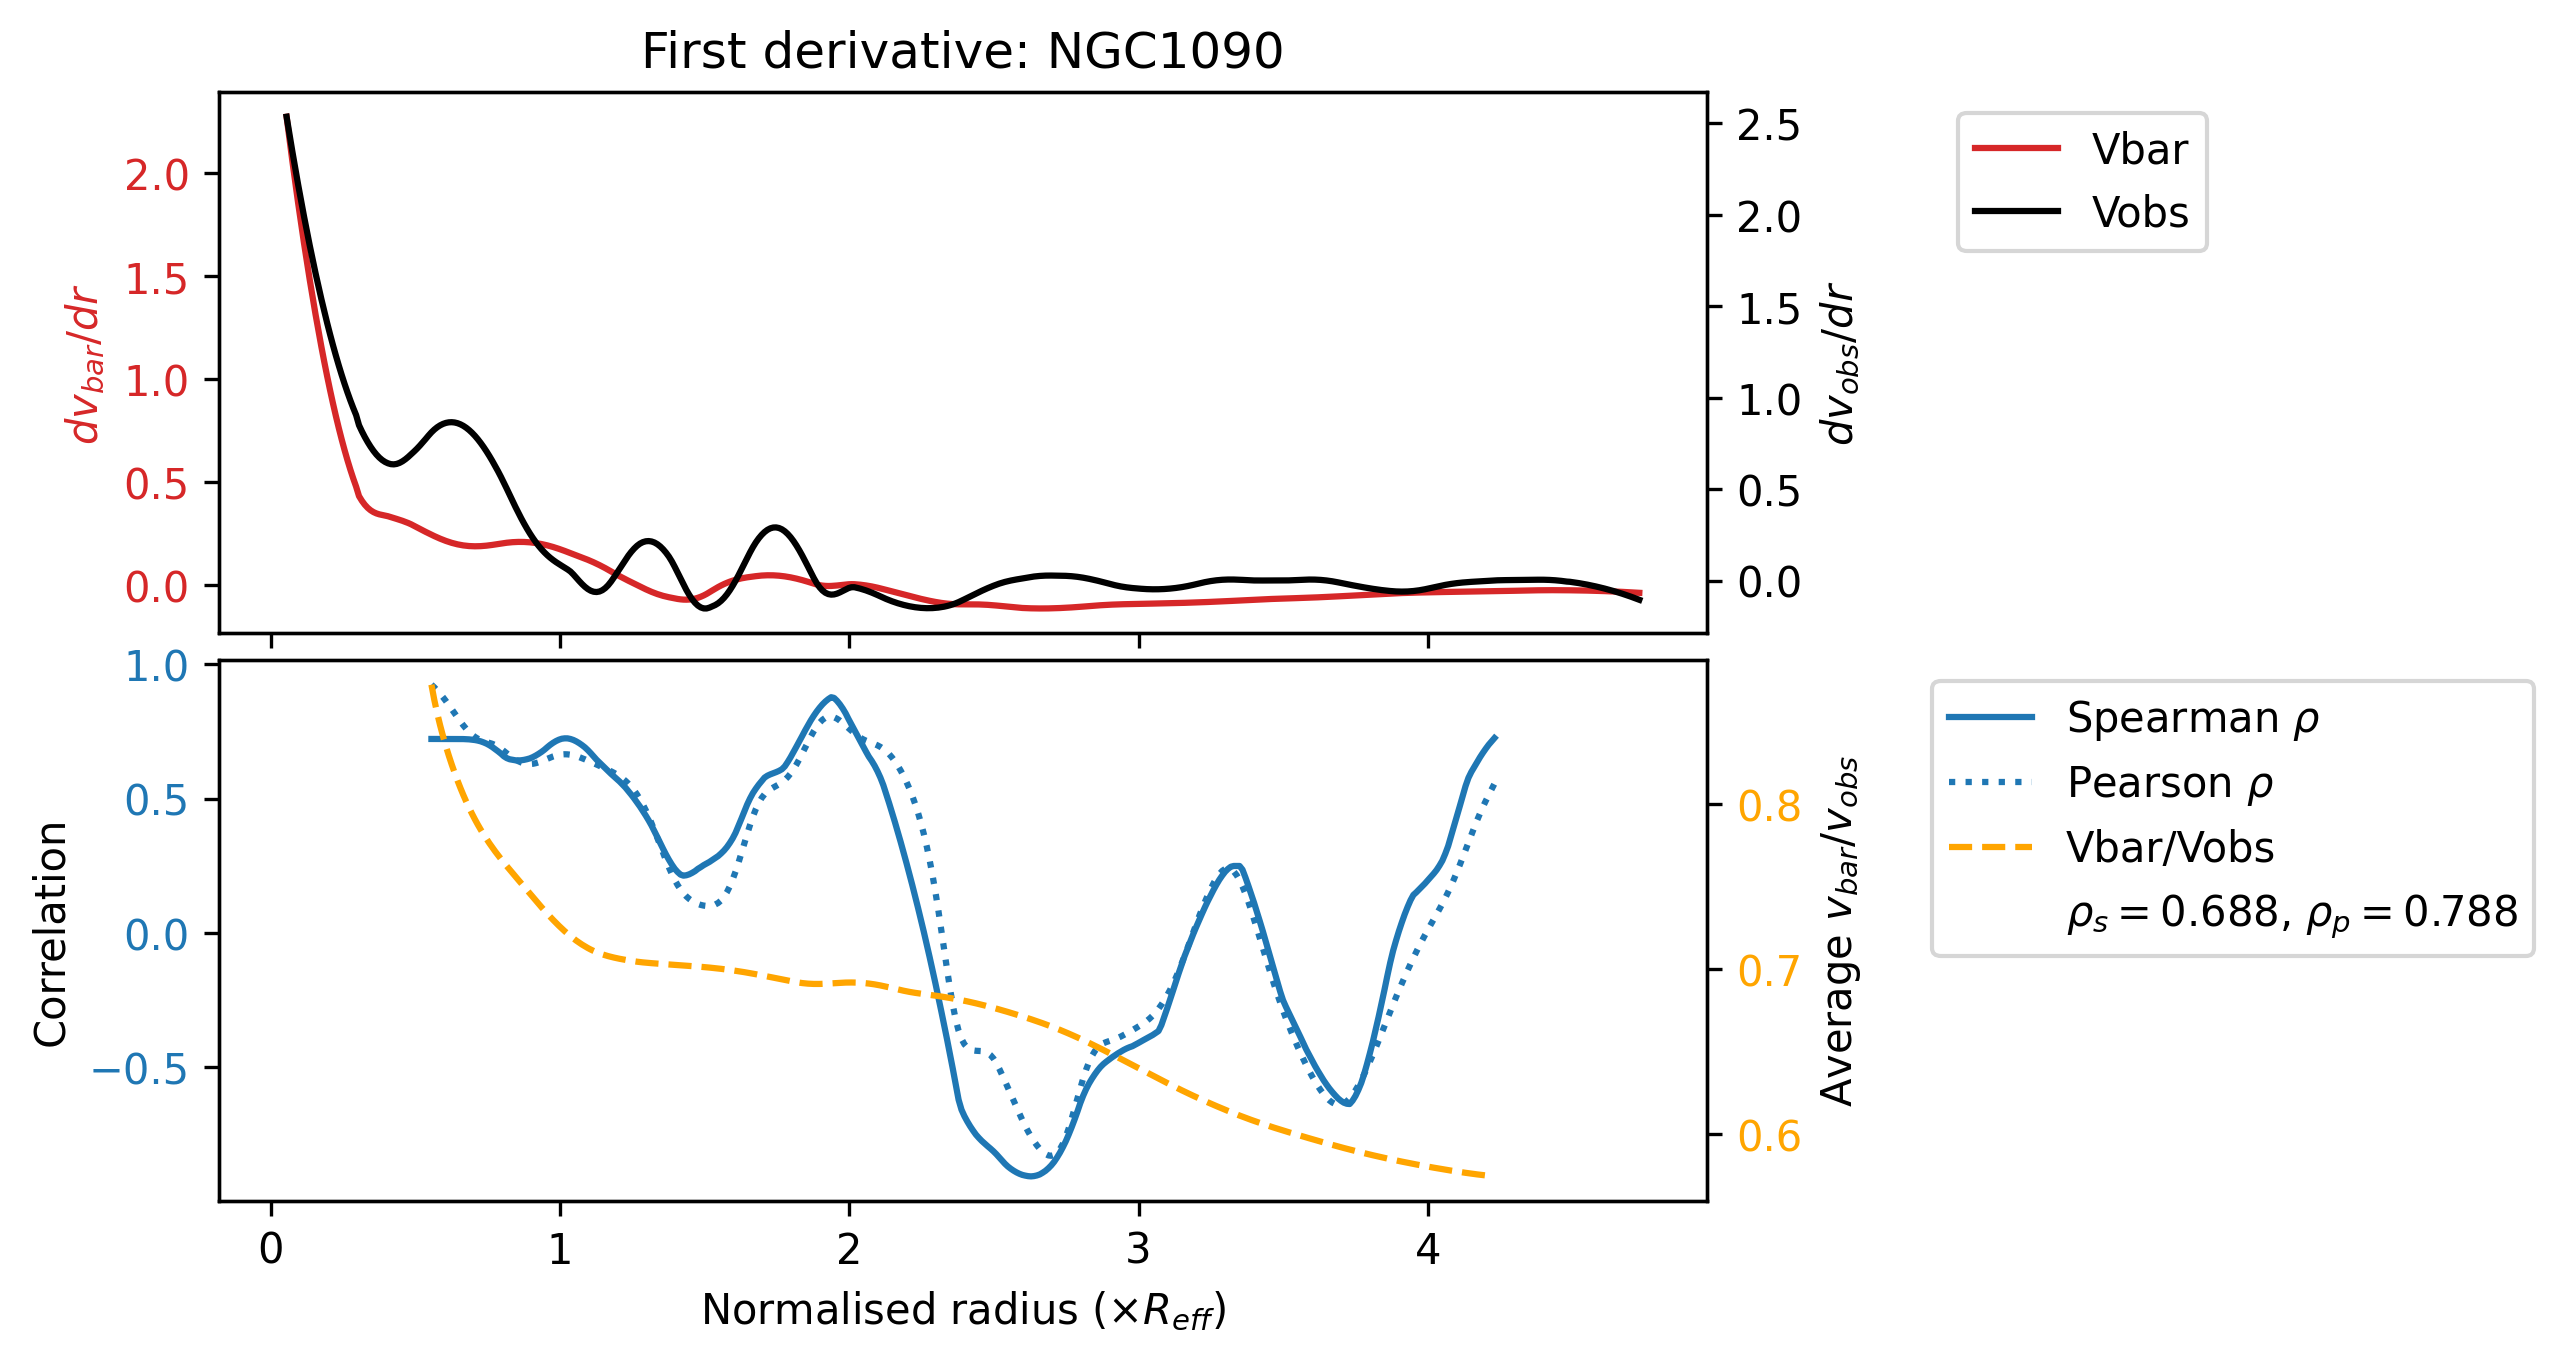 First derivative: NGC1090
2.0
1.5
1.0
0.5
0.0
dv_bar/dr
2.5
2.0
1.5
1.0
0.5
0.0
dv_obs/dr
Vbar
Vobs
1.0
0.5
0.0
−0.5
Correlation
0.8
0.7
0.6
Average v_bar/v_obs
Spearman ρ
Pearson ρ
Vbar/Vobs
ρ_s = 0.688, ρ_p = 0.788
0 1 2 3 4
Normalised radius (×R_eff)